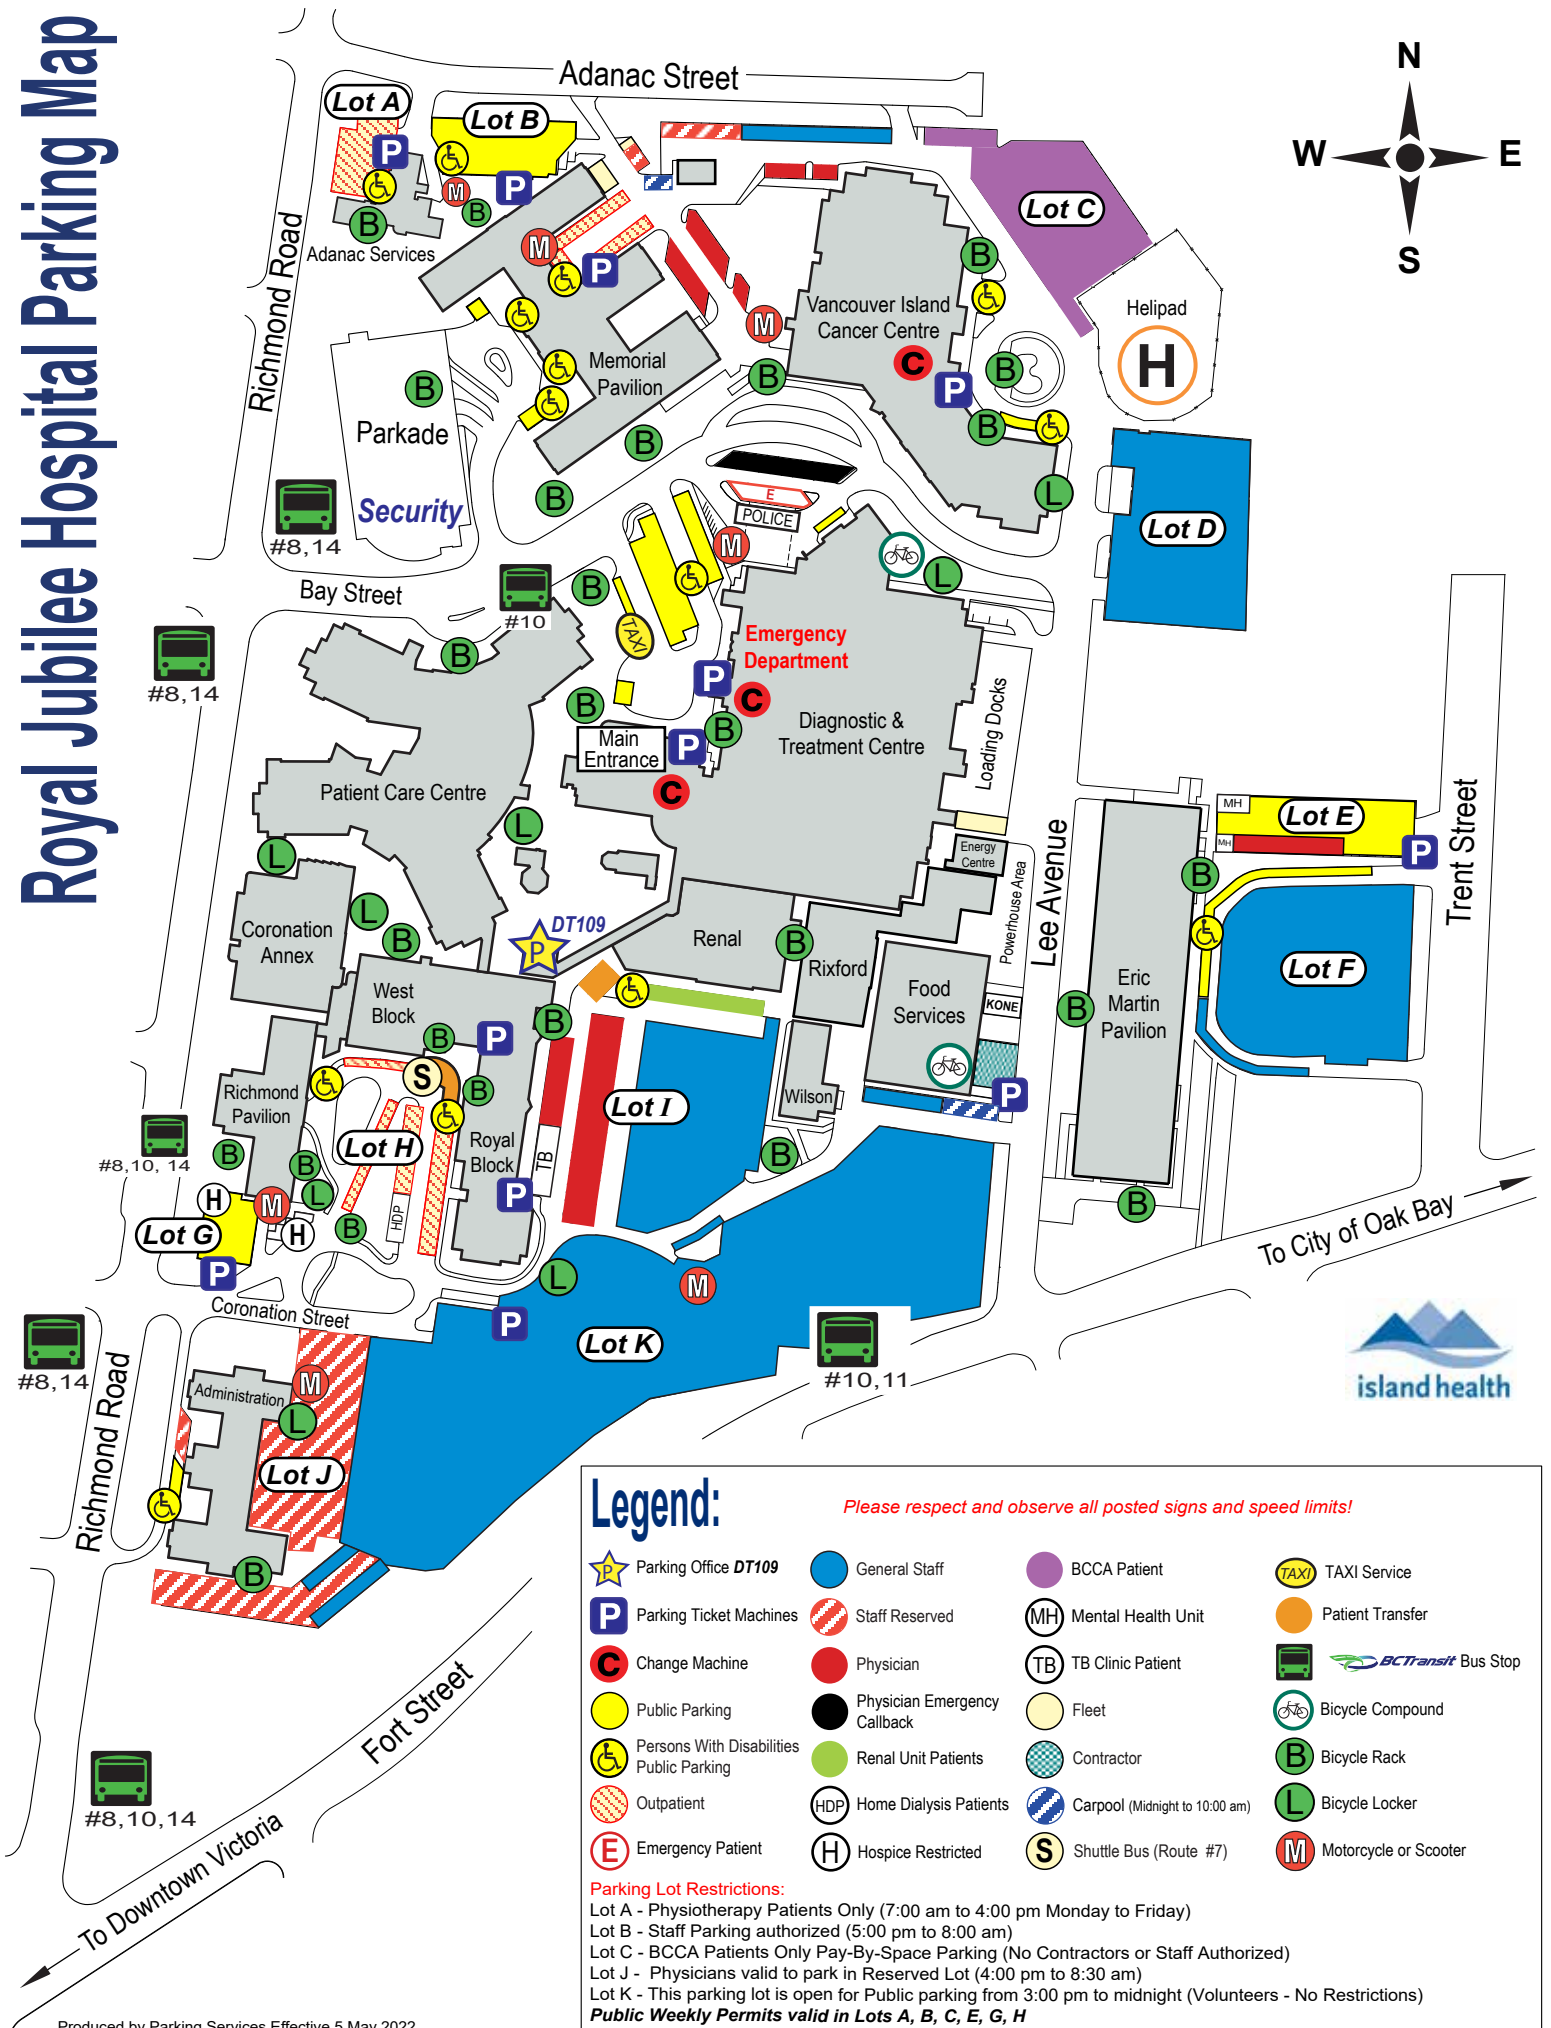 Royal Jubilee Hospital Parking Map
Adanac Street
N
W E
S
Lot A
Lot B
P
M
P
B
B
Adanac Services
Richmond Road
M
P
Lot C
B
Helipad
H
Vancouver Island
Cancer Centre
M
C
P
B
B
B
Memorial
Pavilion
B
Parkade
B
B
B
L
Security
#8,14
E
POLICE
M
Lot D
L
Bay Street
#10
B
TAXI
B
#8,14
Emergency
Department
P
C
B
B
Main
Entrance
P
C
Diagnostic &
Treatment Centre
Loading Docks
Patient Care Centre
L
L
Energy
Centre
Powerhouse Area
Lee Avenue
MH
Lot E
MH
P
Trent Street
B
Coronation
Annex
L
B
DT109
P
Renal
B
Rixford
Food
Services
KONE
B
Eric
Martin
Pavilion
Lot F
West
Block
B
P
B
S
B
Richmond
Pavilion
Lot H
Royal
Block
TB
Lot I
Wilson
P
#8,10, 14
B
B
L
B
H
M
H
HDP
P
B
B
Lot G
P
Coronation Street
L
M
P
Lot K
To City of Oak Bay
#8,14
#10,11
island health
Richmond Road
Administration
M
L
Lot J
B
Fort Street
#8,10,14
To Downtown Victoria
Legend:
Please respect and observe all posted signs and speed limits!
P Parking Office DT109
P Parking Ticket Machines
C Change Machine
Public Parking
Persons With Disabilities
Public Parking
Outpatient
E Emergency Patient
General Staff
Staff Reserved
Physician
Physician Emergency
Callback
Renal Unit Patients
HDP Home Dialysis Patients
H Hospice Restricted
BCCA Patient
MH Mental Health Unit
TB TB Clinic Patient
Fleet
Contractor
Carpool (Midnight to 10:00 am)
S Shuttle Bus (Route #7)
TAXI TAXI Service
Patient Transfer
BCTransit Bus Stop
Bicycle Compound
B Bicycle Rack
L Bicycle Locker
M Motorcycle or Scooter
Parking Lot Restrictions:
Lot A - Physiotherapy Patients Only (7:00 am to 4:00 pm Monday to Friday)
Lot B - Staff Parking authorized (5:00 pm to 8:00 am)
Lot C - BCCA Patients Only Pay-By-Space Parking (No Contractors or Staff Authorized)
Lot J - Physicians valid to park in Reserved Lot (4:00 pm to 8:30 am)
Lot K - This parking lot is open for Public parking from 3:00 pm to midnight (Volunteers - No Restrictions)
Public Weekly Permits valid in Lots A, B, C, E, G, H
Produced by Parking Services Effective 5 May 2022